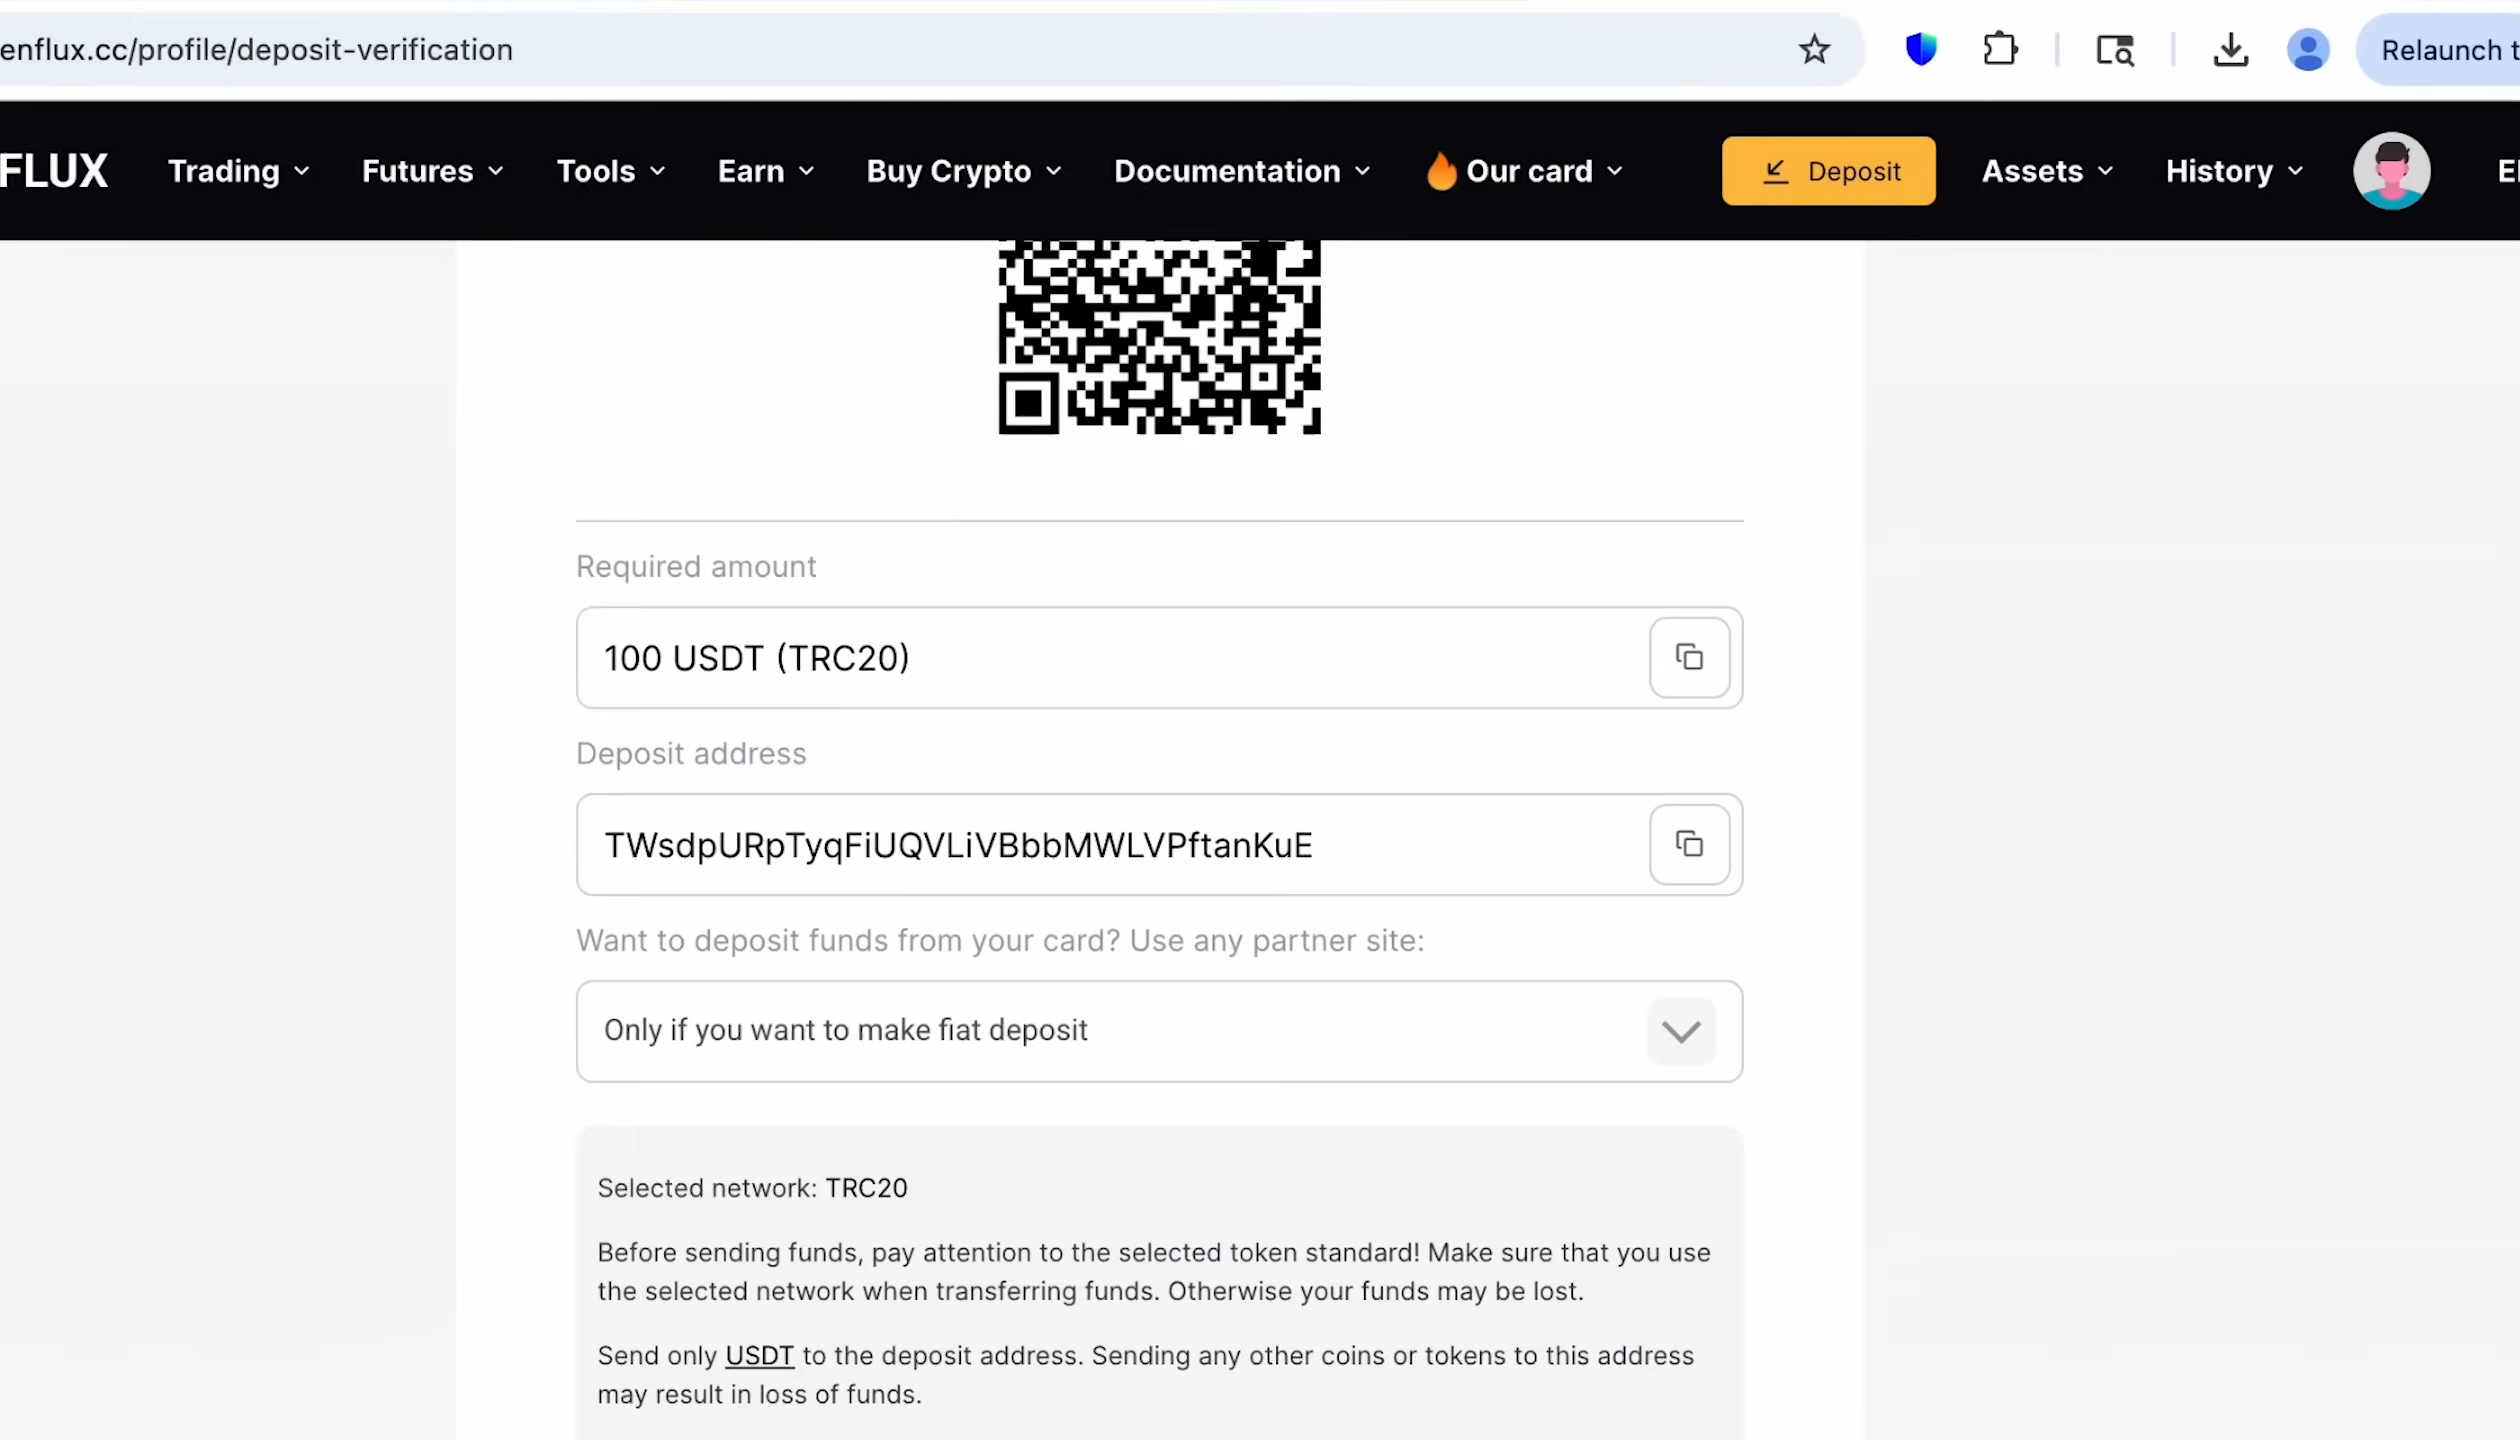 enflux.cc/profile/deposit-verification
Relaunch t
FLUX Trading Futures Tools Earn Buy Crypto Documentation Our card Deposit Assets History
Required amount
100 USDT (TRC20)
Deposit address
TWsdpURpTyqFiUQVLiVBbbMWLVPftanKuE
Want to deposit funds from your card? Use any partner site:
Only if you want to make fiat deposit
Selected network: TRC20
Before sending funds, pay attention to the selected token standard! Make sure that you use
the selected network when transferring funds. Otherwise your funds may be lost.
Send only USDT to the deposit address. Sending any other coins or tokens to this address
may result in loss of funds.